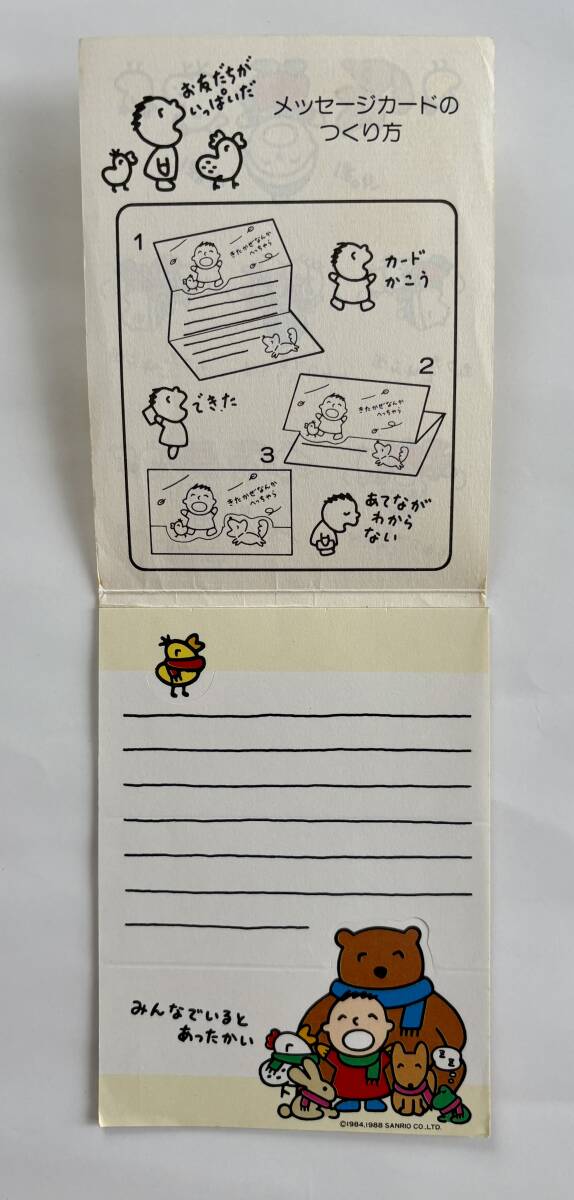 お友だちが
いっぱいだ
メッセージカードの
つくり方
1
きたかぜなんか
へっちゃら
カード
かこう
2
きたかぜなんか
へっちゃら
できた
3
きたかぜなんか
へっちゃら
あてなが
わから
ない
みんなでいると
あったかい
z z
©1984,1988 SANRIO CO.,LTD.